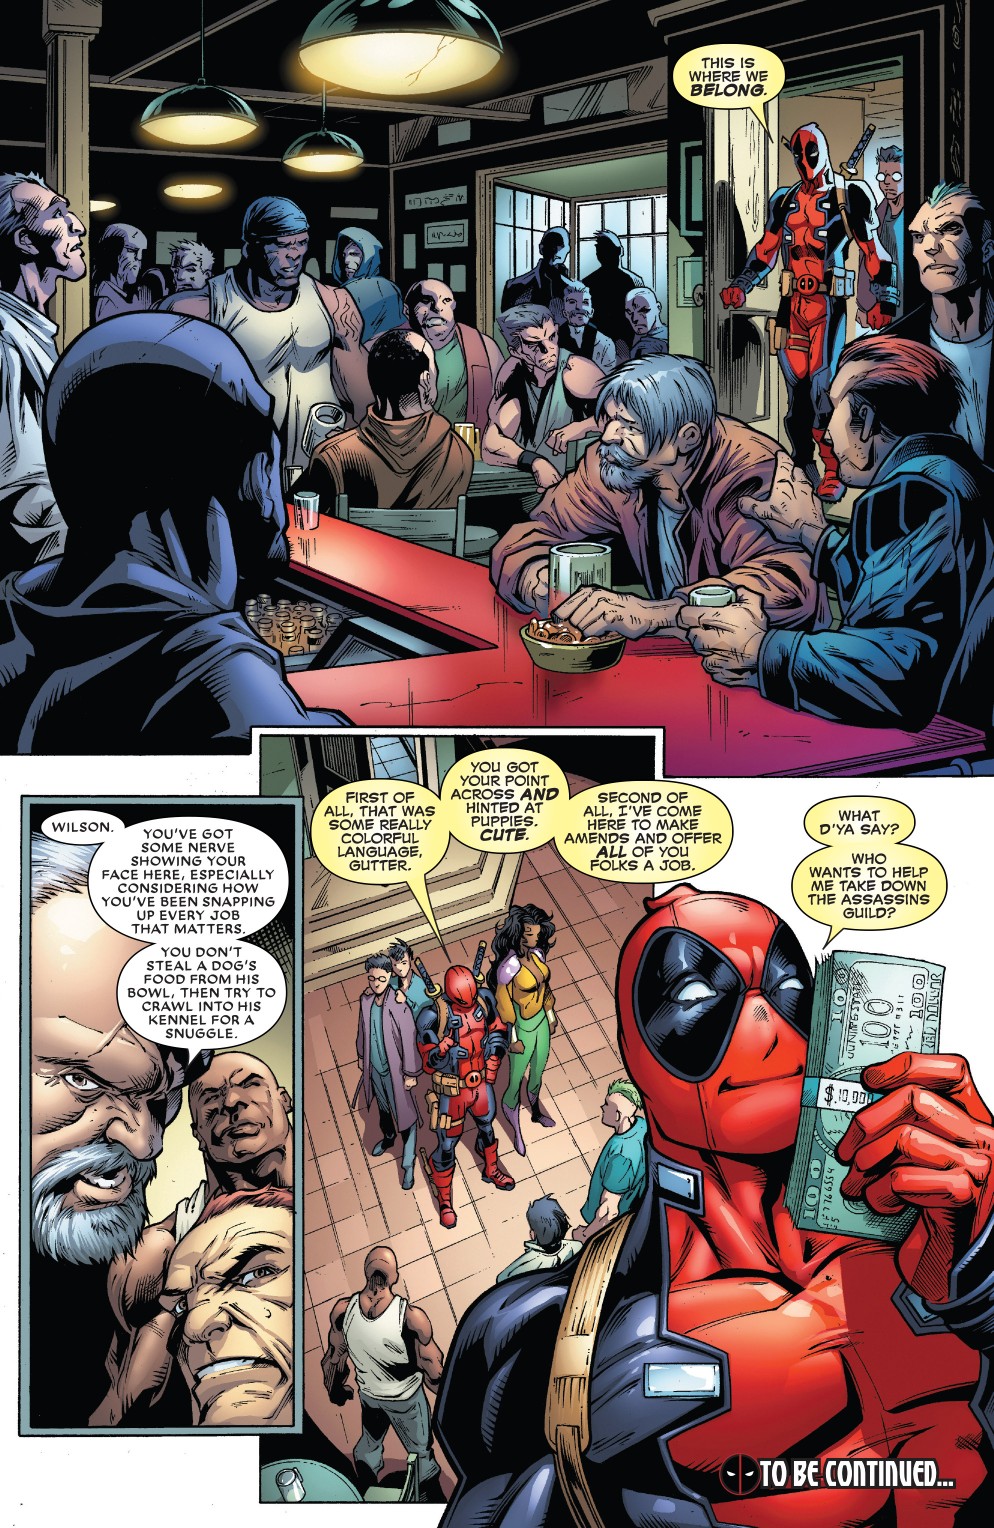 THIS IS
WHERE WE
BELONG.
WILSON.
YOU'VE GOT
SOME NERVE
SHOWING YOUR
FACE HERE, ESPECIALLY
CONSIDERING HOW
YOU'VE BEEN SNAPPING
UP EVERY JOB
THAT MATTERS.
YOU DON'T
STEAL A DOG'S
FOOD FROM HIS
BOWL, THEN TRY TO
CRAWL INTO HIS
KENNEL FOR A
SNUGGLE.
FIRST OF
ALL, THAT WAS
SOME REALLY
COLORFUL
LANGUAGE,
GUTTER.
YOU GOT
YOUR POINT
ACROSS AND
HINTED AT
PUPPIES.
CUTE.
SECOND OF
ALL, I'VE COME
HERE TO MAKE
AMENDS AND OFFER
ALL OF YOU
FOLKS A JOB.
WHAT
D'YA SAY?
WHO
WANTS TO HELP
ME TAKE DOWN
THE ASSASSINS
GUILD?
100
100
$10,000
TO BE CONTINUED...